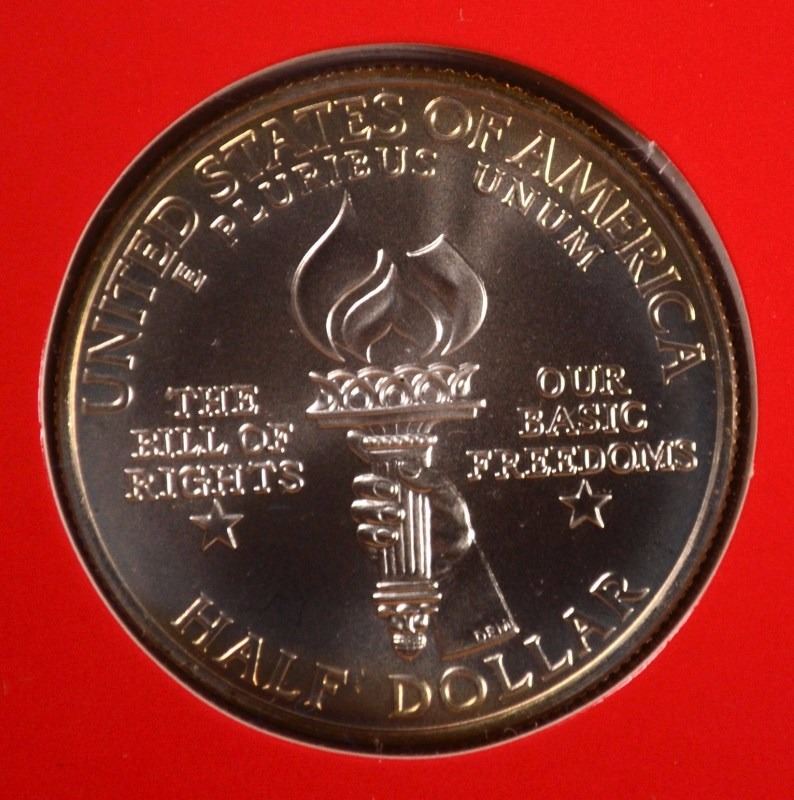 UNITED STATES OF AMERICA
E PLURIBUS UNUM
THE
BILL OF
RIGHTS
OUR
BASIC
FREEDOMS
HALF DOLLAR